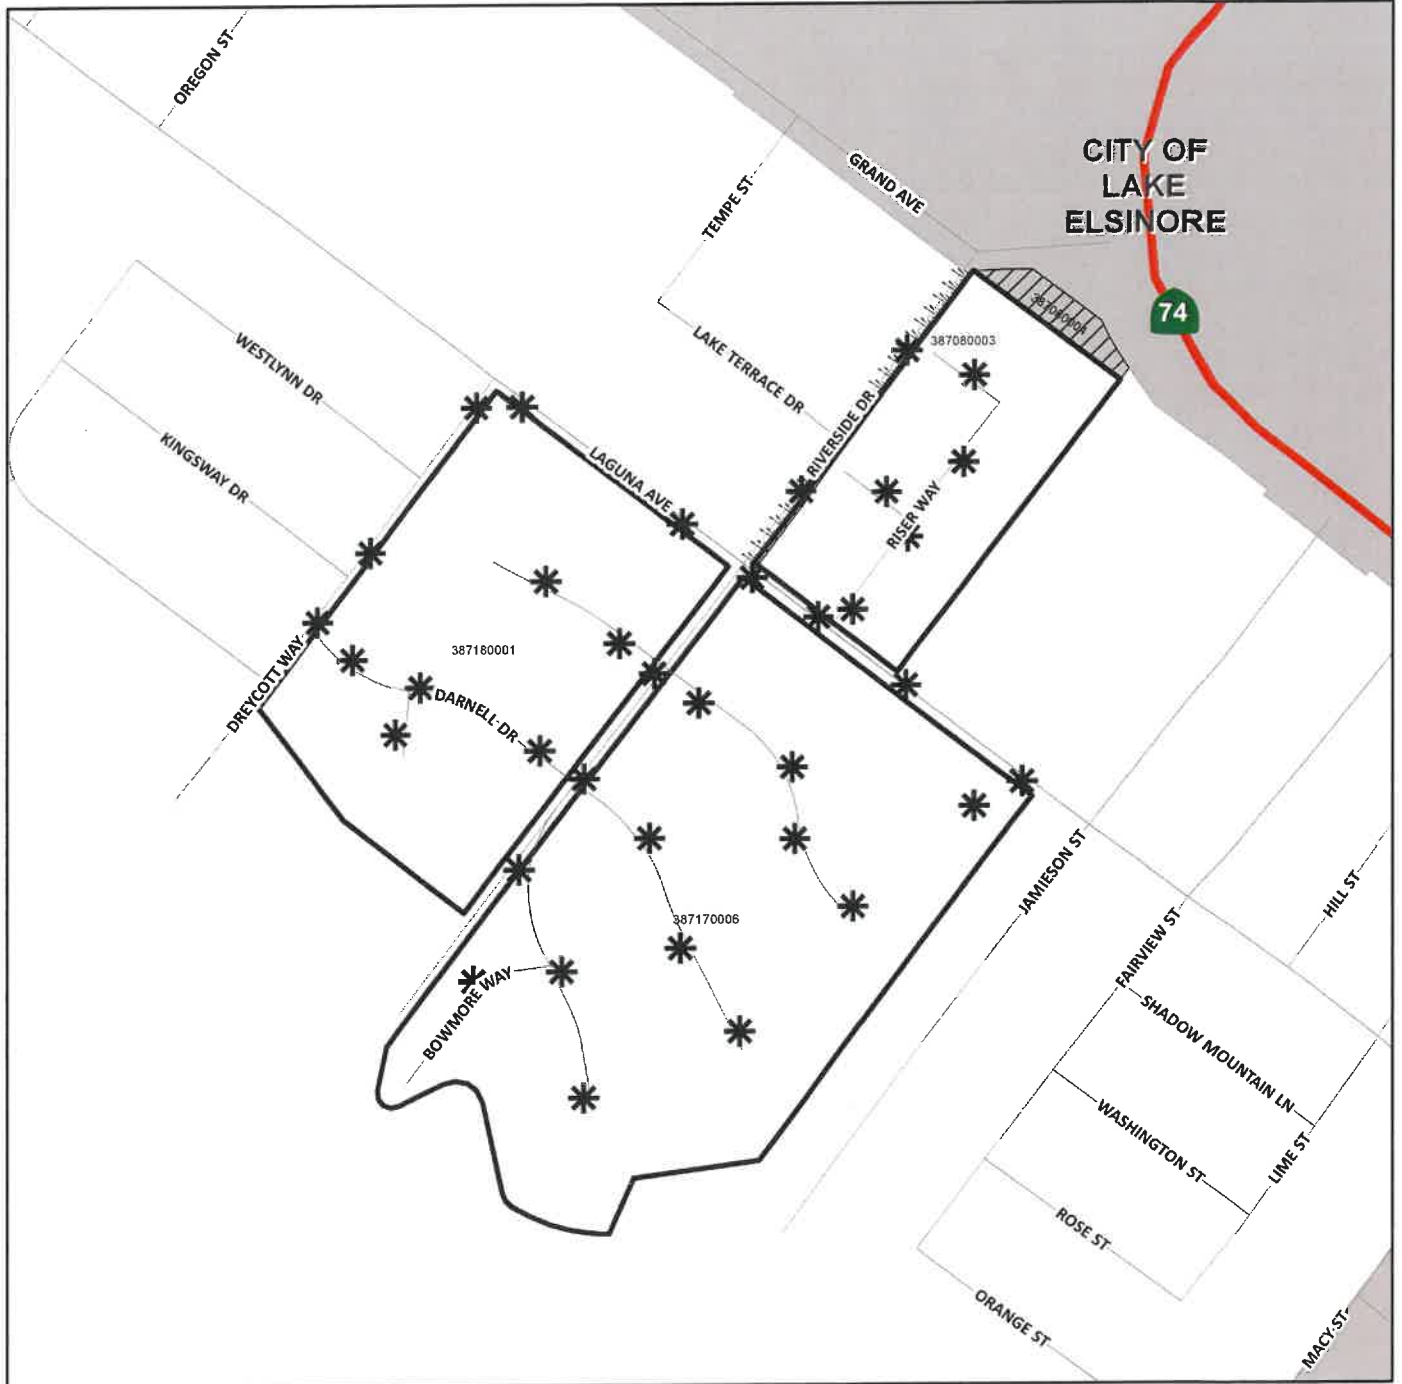 OREGON ST
CITY OF
LAKE
ELSINORE
GRAND AVE
TEMPE ST
74
387080003
WESTLYNN DR
LAKE TERRACE DR
RIVERSIDE DR
KINGSWAY DR
LAGUNA AVE
RISER WAY
387180001
DREYCOTT WAY
DARNELL DR
JAMIESON ST
HILL ST
387170006
FAIRVIEW ST
BOWMORE WAY
SHADOW MOUNTAIN LN
WASHINGTON ST
LIME ST
ROSE ST
ORANGE ST
MACY ST